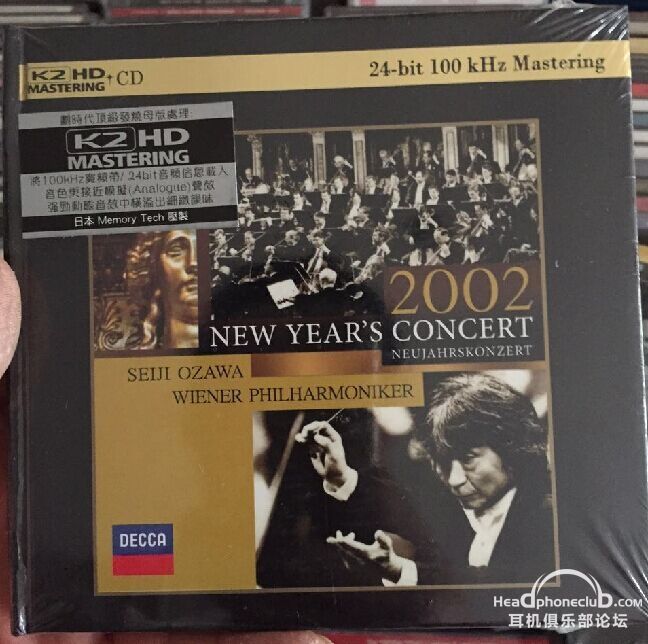 K2 HD MASTERING + CD
24-bit 100 kHz Mastering
劃時代頂級發燒母版處理
K2 HD
MASTERING
將100kHz寬頻帶/24bit音頻信息載入
音色更接近模擬(Analogue)聲效
強勁動態音效中橫溢出細緻韻味
日本 Memory Tech 壓製
2002
NEW YEAR'S CONCERT
NEUJAHRSKONZERT
SEIJI OZAWA
WIENER PHILHARMONIKER
DECCA
Headphoneclub.com
耳机俱乐部论坛